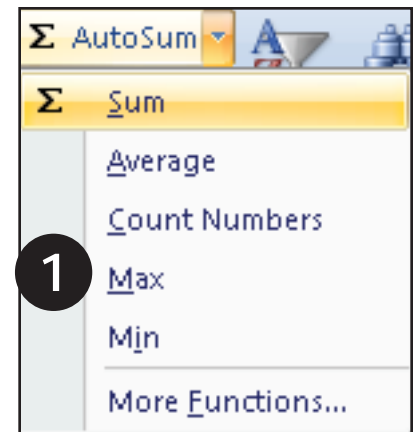 Σ AutoSum
Σ Sum
Average
Count Numbers
1
Max
Min
More Functions...